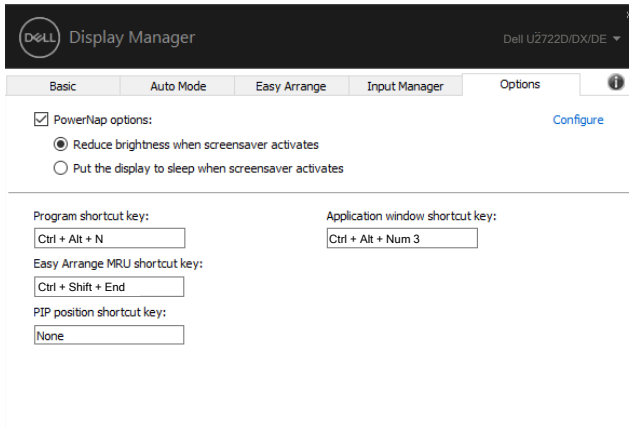 DELL Display Manager
Dell U2722D/DX/DE
Basic Auto Mode Easy Arrange Input Manager Options
PowerNap options: Configure
Reduce brightness when screensaver activates
Put the display to sleep when screensaver activates
Program shortcut key: Application window shortcut key:
Ctrl + Alt + N Ctrl + Alt + Num 3
Easy Arrange MRU shortcut key:
Ctrl + Shift + End
PIP position shortcut key:
None